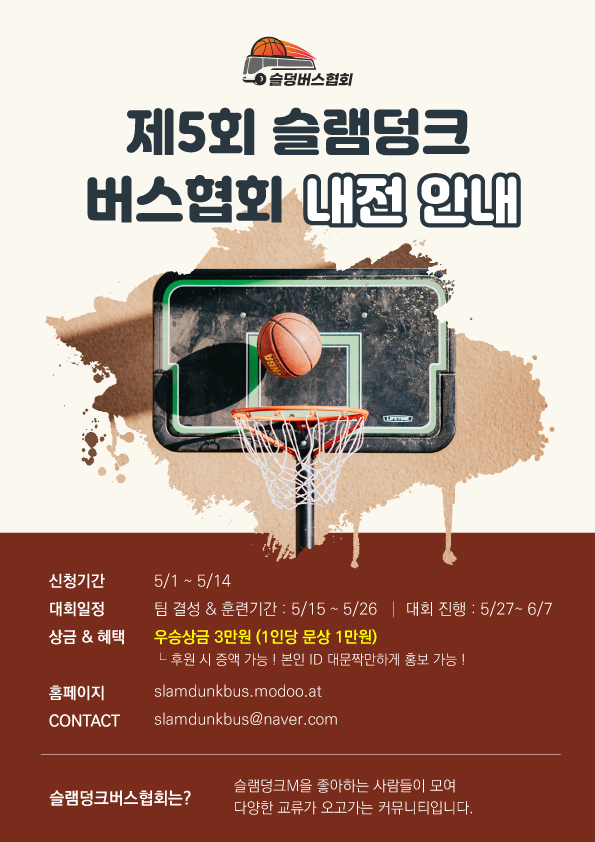 슬덩버스협회
제5회 슬램덩크
버스협회 내전 안내
NBA
LIFETIME
신청기간 5/1 ~ 5/14
대회일정 팀 결성 & 훈련기간 : 5/15 ~ 5/26 | 대회 진행 : 5/27~ 6/7
상금 & 혜택 우승상금 3만원 (1인당 문상 1만원)
└ 후원 시 증액 가능 ! 본인 ID 대문짝만하게 홍보 가능 !
홈페이지 slamdunkbus.modoo.at
CONTACT slamdunkbus@naver.com
슬램덩크버스협회는? 슬램덩크M을 좋아하는 사람들이 모여
다양한 교류가 오고가는 커뮤니티입니다.